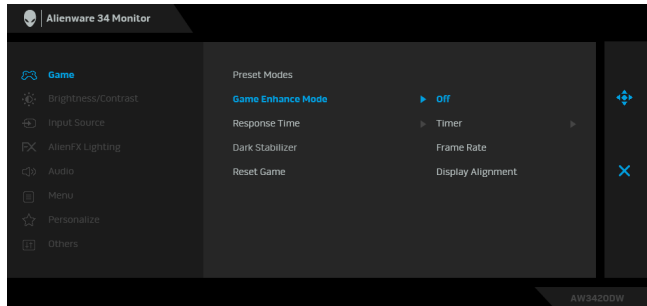 Alienware 34 Monitor
Game
Brightness/Contrast
Input Source
AlienFX Lighting
Audio
Menu
Personalize
Others
Preset Modes
Game Enhance Mode
Off
Response Time
Timer
Dark Stabilizer
Frame Rate
Reset Game
Display Alignment
AW3420DW